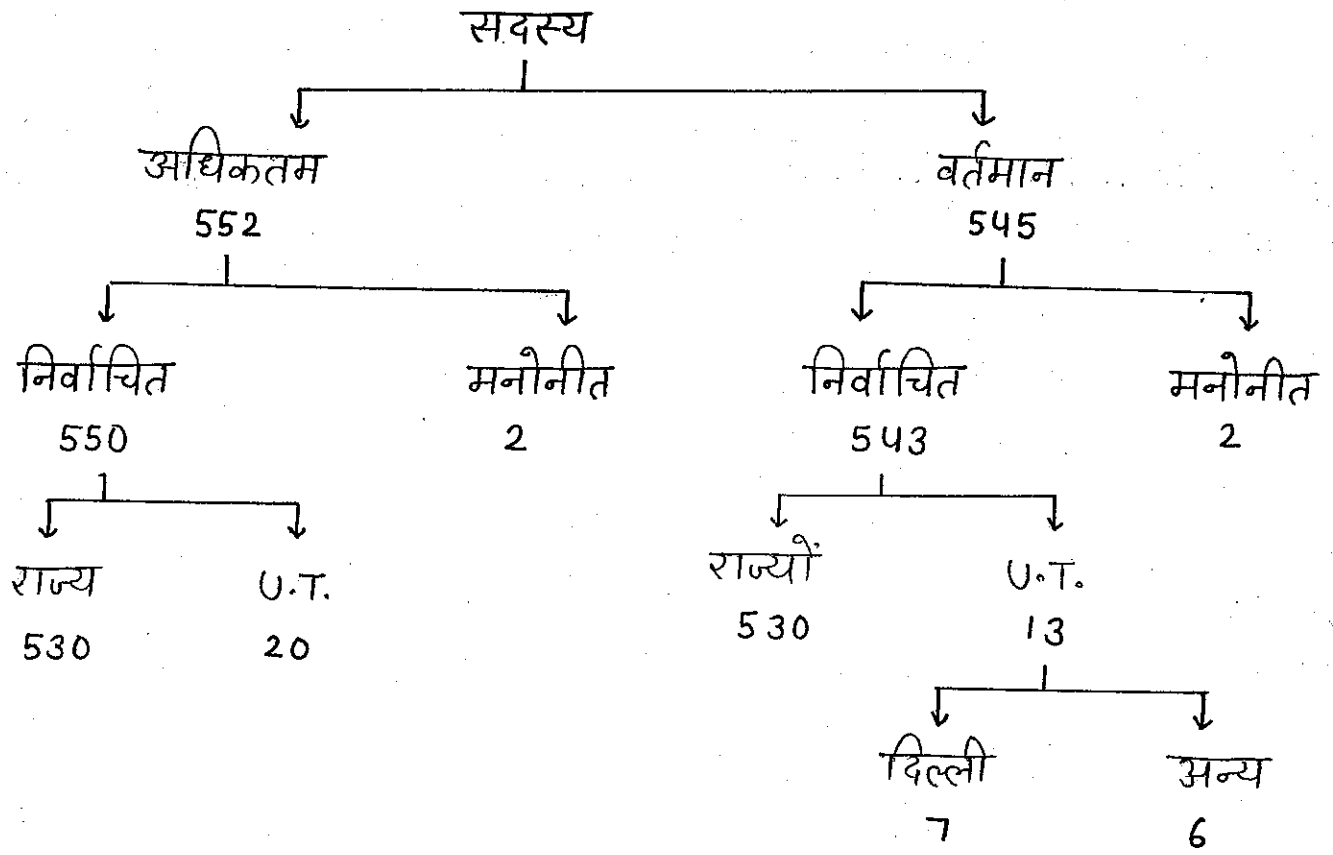 सदस्य
अधिकतम वर्तमान
552 545
निर्वाचित मनोनीत निर्वाचित मनोनीत
550 2 543 2
राज्य U.T. राज्यों U.T.
530 20 530 13
दिल्ली अन्य
7 6